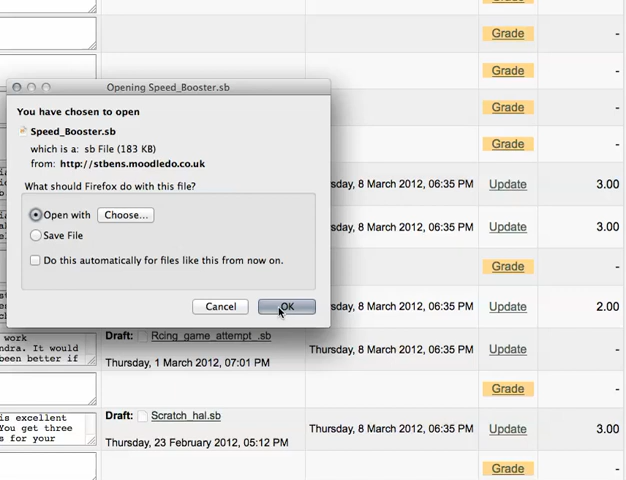 Grade -
Grade -
Opening Speed_Booster.sb
You have chosen to open
Grade -
Speed_Booster.sb
Grade -
which is a: sb File (183 KB)
from: http://stbens.moodledo.co.uk
What should Firefox do with this file?
day, 8 March 2012, 06:35 PM Update 3.00
Open with Choose...
Save File
day, 8 March 2012, 06:35 PM Update 3.00
Do this automatically for files like this from now on.
Grade -
Cancel OK
day, 8 March 2012, 06:35 PM Update 2.00
work
Draft: Rcing_game_attempt_.sb
It would
been better if
Thursday, 1 March 2012, 07:01 PM
Thursday, 8 March 2012, 06:35 PM Update -
Grade -
is excellent
You get three
s for your
Draft: Scratch_hal.sb
Thursday, 23 February 2012, 05:12 PM
Thursday, 8 March 2012, 06:35 PM Update 3.00
Grade -